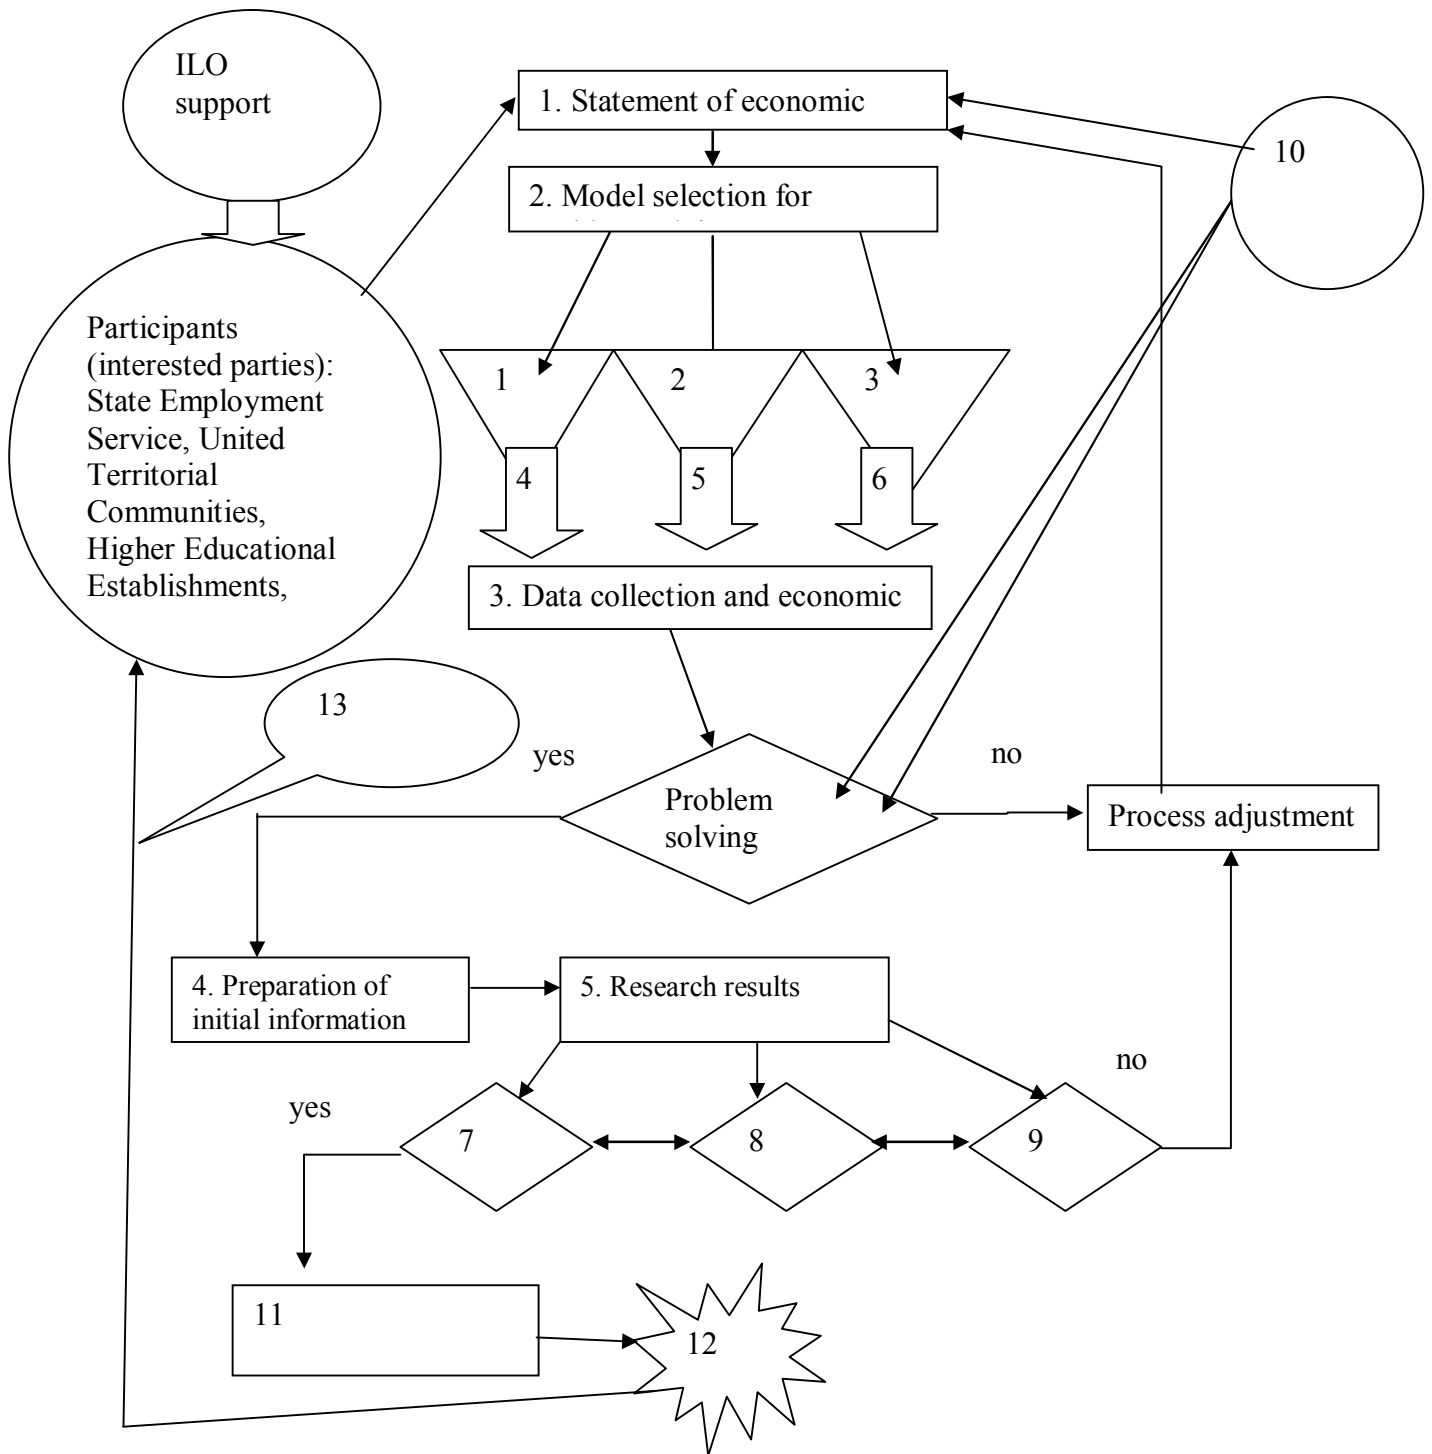 ILO
support
1. Statement of economic
10
2. Model selection for
Participants
(interested parties):
State Employment
Service, United
Territorial
Communities,
Higher Educational
Establishments,
1
2
3
4
5
6
3. Data collection and economic
13
yes
no
Problem
solving
Process adjustment
4. Preparation of
initial information
5. Research results
no
yes
7
8
9
11
12